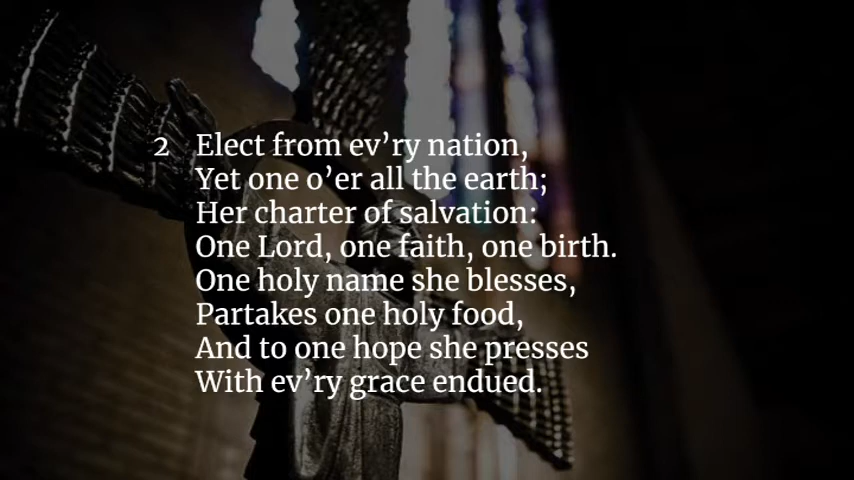 2 Elect from ev’ry nation,
Yet one o’er all the earth;
Her charter of salvation:
One Lord, one faith, one birth.
One holy name she blesses,
Partakes one holy food,
And to one hope she presses
With ev’ry grace endued.